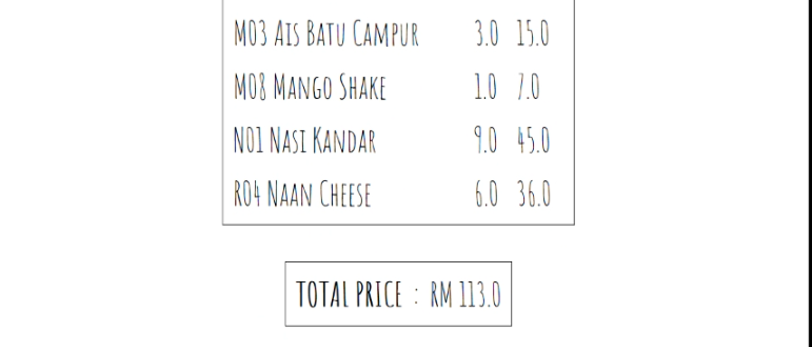 M03 Ais Batu Campur 3.0 15.0
M08 Mango Shake 1.0 7.0
N01 Nasi Kandar 9.0 45.0
R04 Naan Cheese 6.0 36.0
TOTAL PRICE : RM 113.0